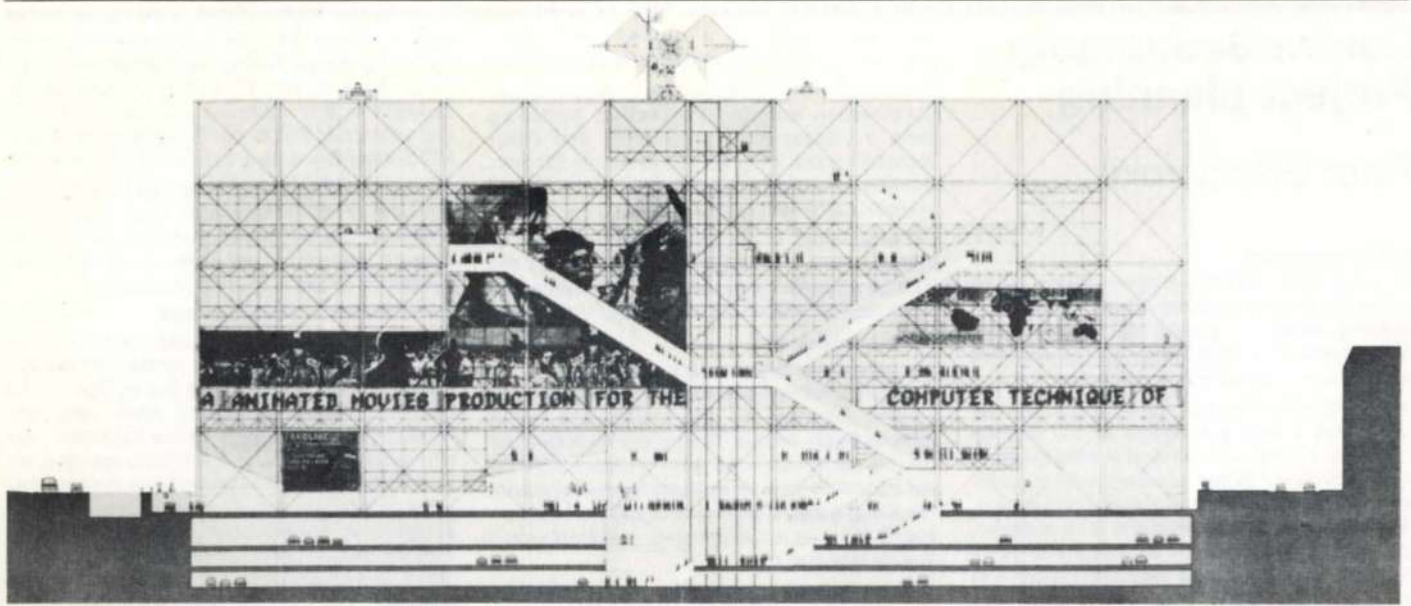 A ANIMATED MOVIES PRODUCTION FOR THE
COMPUTER TECHNIQUE OF